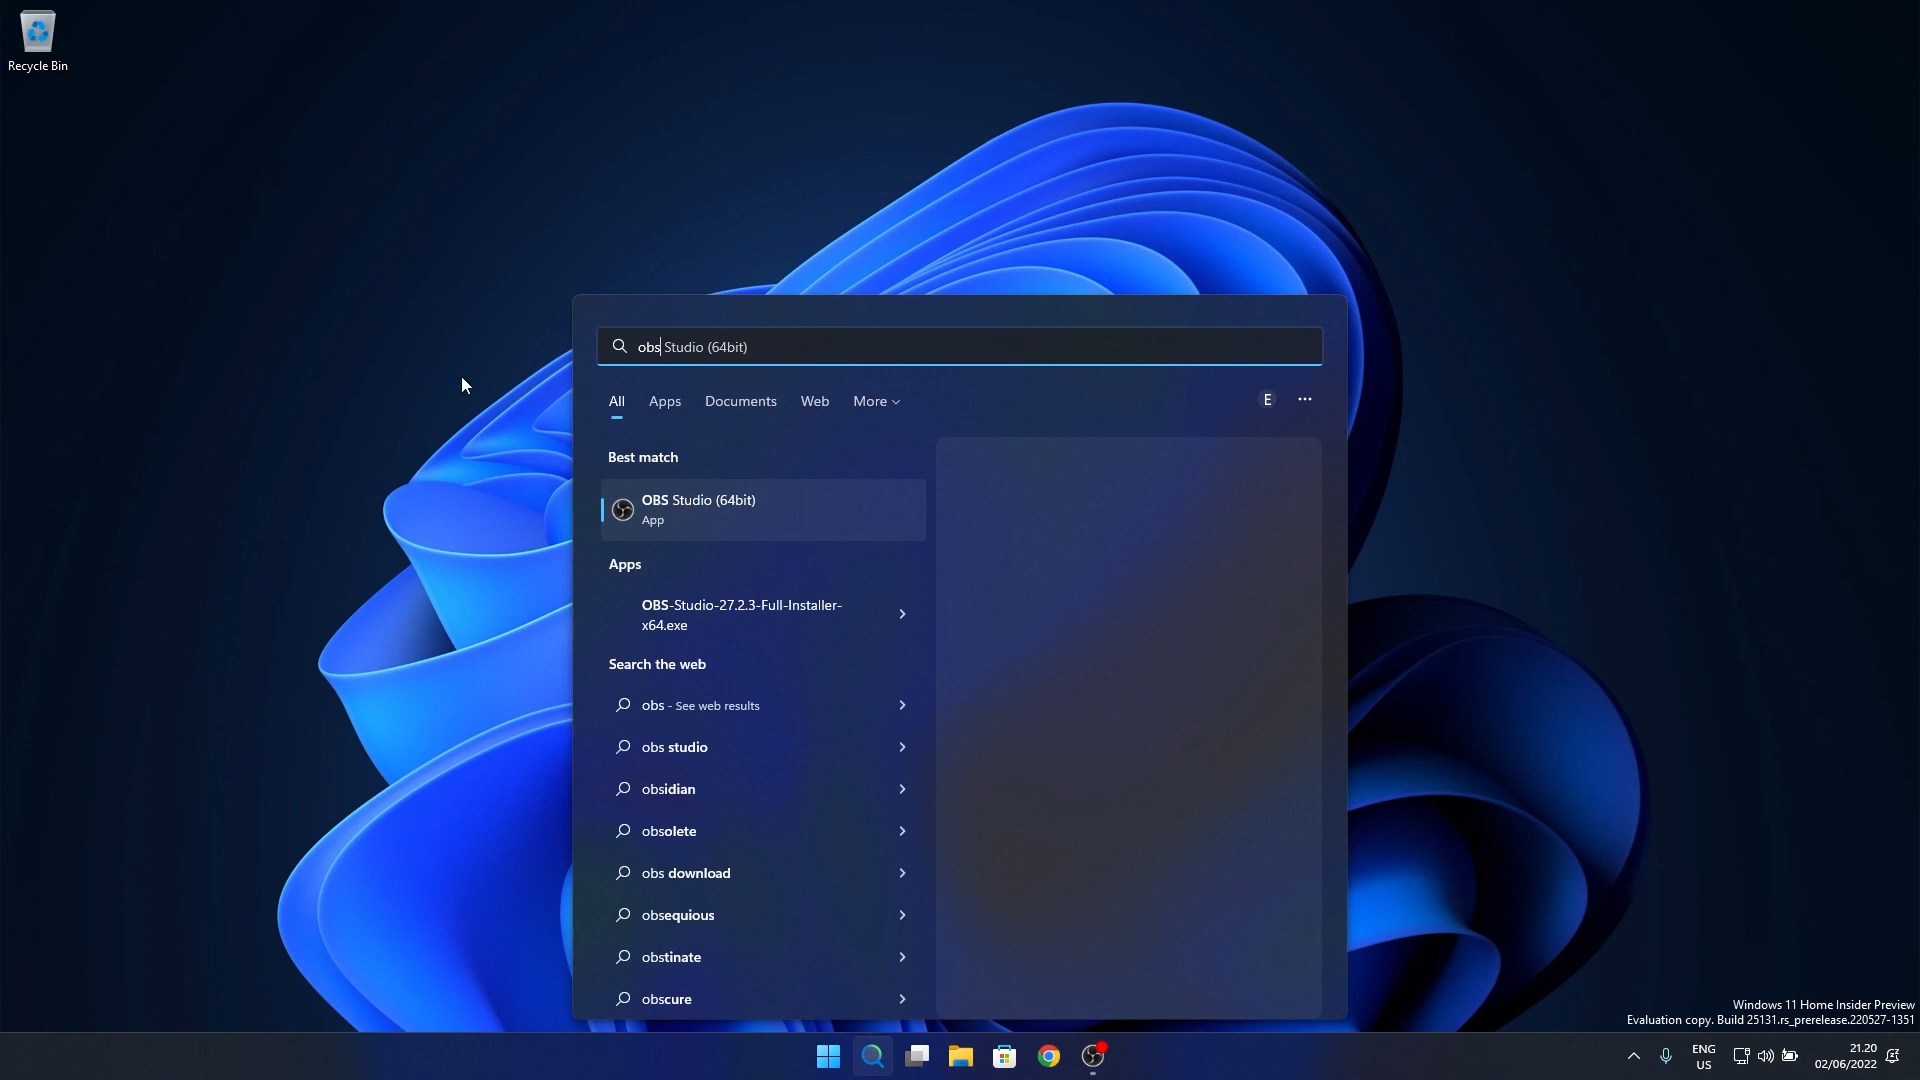 Recycle Bin
obs Studio (64bit)
All Apps Documents Web More E
Best match
OBS Studio (64bit)
App
Apps
OBS-Studio-27.2.3-Full-Installer-
x64.exe
Search the web
obs - See web results
obs studio
obsidian
obsolete
obs download
obsequious
obstinate
obscure
Windows 11 Home Insider Preview
Evaluation copy. Build 25131.rs_prerelease.220527-1351
ENG
US
21.20
02/06/2022